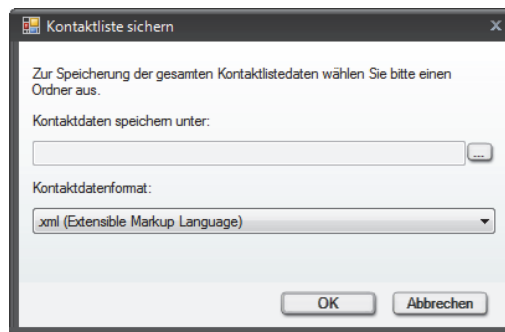 Kontaktliste sichern
Zur Speicherung der gesamten Kontaktlistedaten wählen Sie bitte einen
Ordner aus.
Kontaktdaten speichern unter:
...
Kontaktdatenformat:
.xml (Extensible Markup Language)
OK Abbrechen